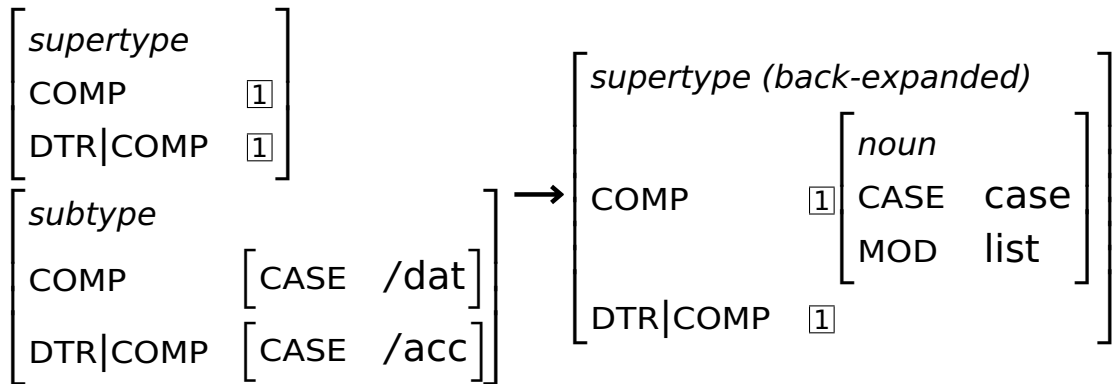 supertype
COMP 1
DTR|COMP 1
subtype
COMP [CASE /dat]
DTR|COMP [CASE /acc]
→
supertype (back-expanded)
noun
COMP 1 CASE case
MOD list
DTR|COMP 1